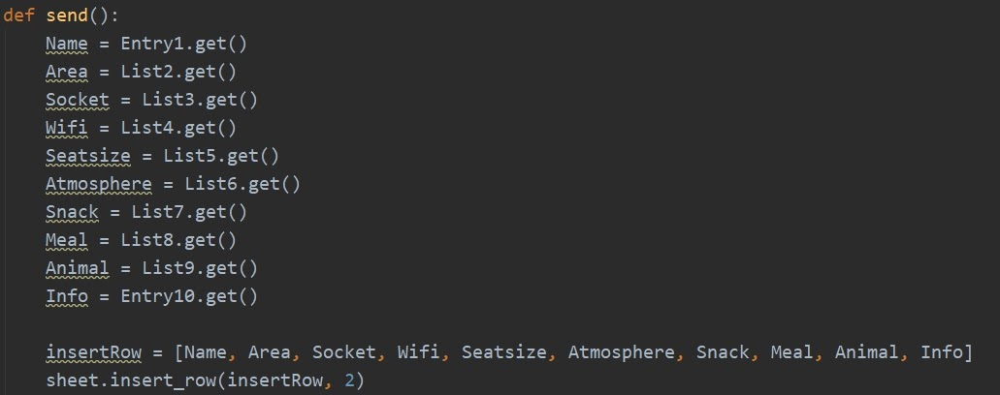 def send():
    Name = Entry1.get()
    Area = List2.get()
    Socket = List3.get()
    Wifi = List4.get()
    Seatsize = List5.get()
    Atmosphere = List6.get()
    Snack = List7.get()
    Meal = List8.get()
    Animal = List9.get()
    Info = Entry10.get()

    insertRow = [Name, Area, Socket, Wifi, Seatsize, Atmosphere, Snack, Meal, Animal, Info]
    sheet.insert_row(insertRow, 2)